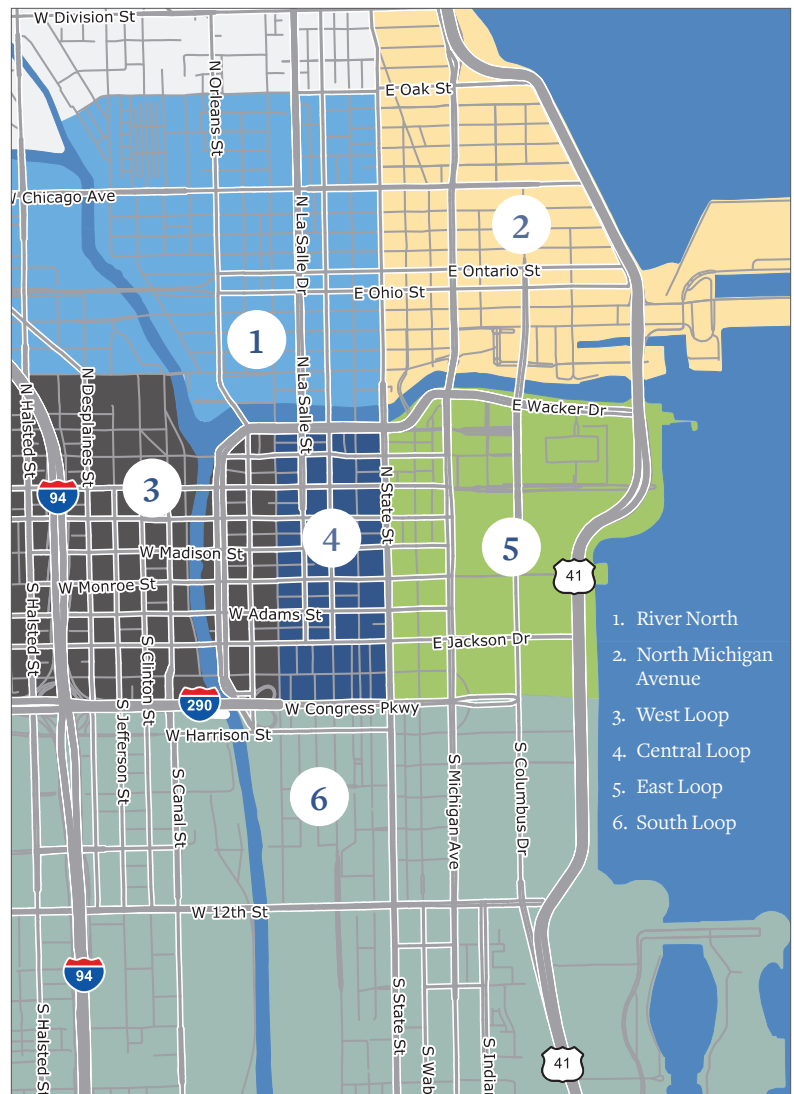 W Division St
N Orleans St
E Oak St
W Chicago Ave
N La Salle Dr
2
E Ontario St
E Ohio St
1
N La Salle St
N Halsted St
N Desplaines St
E Wacker Dr
3
94
N State St
4
5
W Madison St
41
W Monroe St
S Halsted St
W Adams St
E Jackson Dr
S Clinton St
1. River North
2. North Michigan
Avenue
3. West Loop
4. Central Loop
5. East Loop
6. South Loop
290
W Congress Pkwy
S Jefferson St
W Harrison St
S Canal St
6
S Michigan Ave
S Columbus Dr
W 12th St
94
S Halsted St
S State St
S Wab
S Indian
41